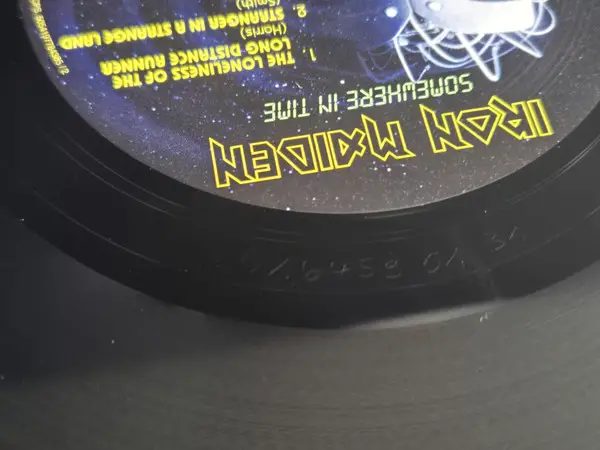 IRON MAIDEN
SOMEWHERE IN TIME
1. THE LONELINESS OF THE
LONG DISTANCE RUNNER
(Harris)
2. STRANGER IN A STRANGE LAND
(Smith)